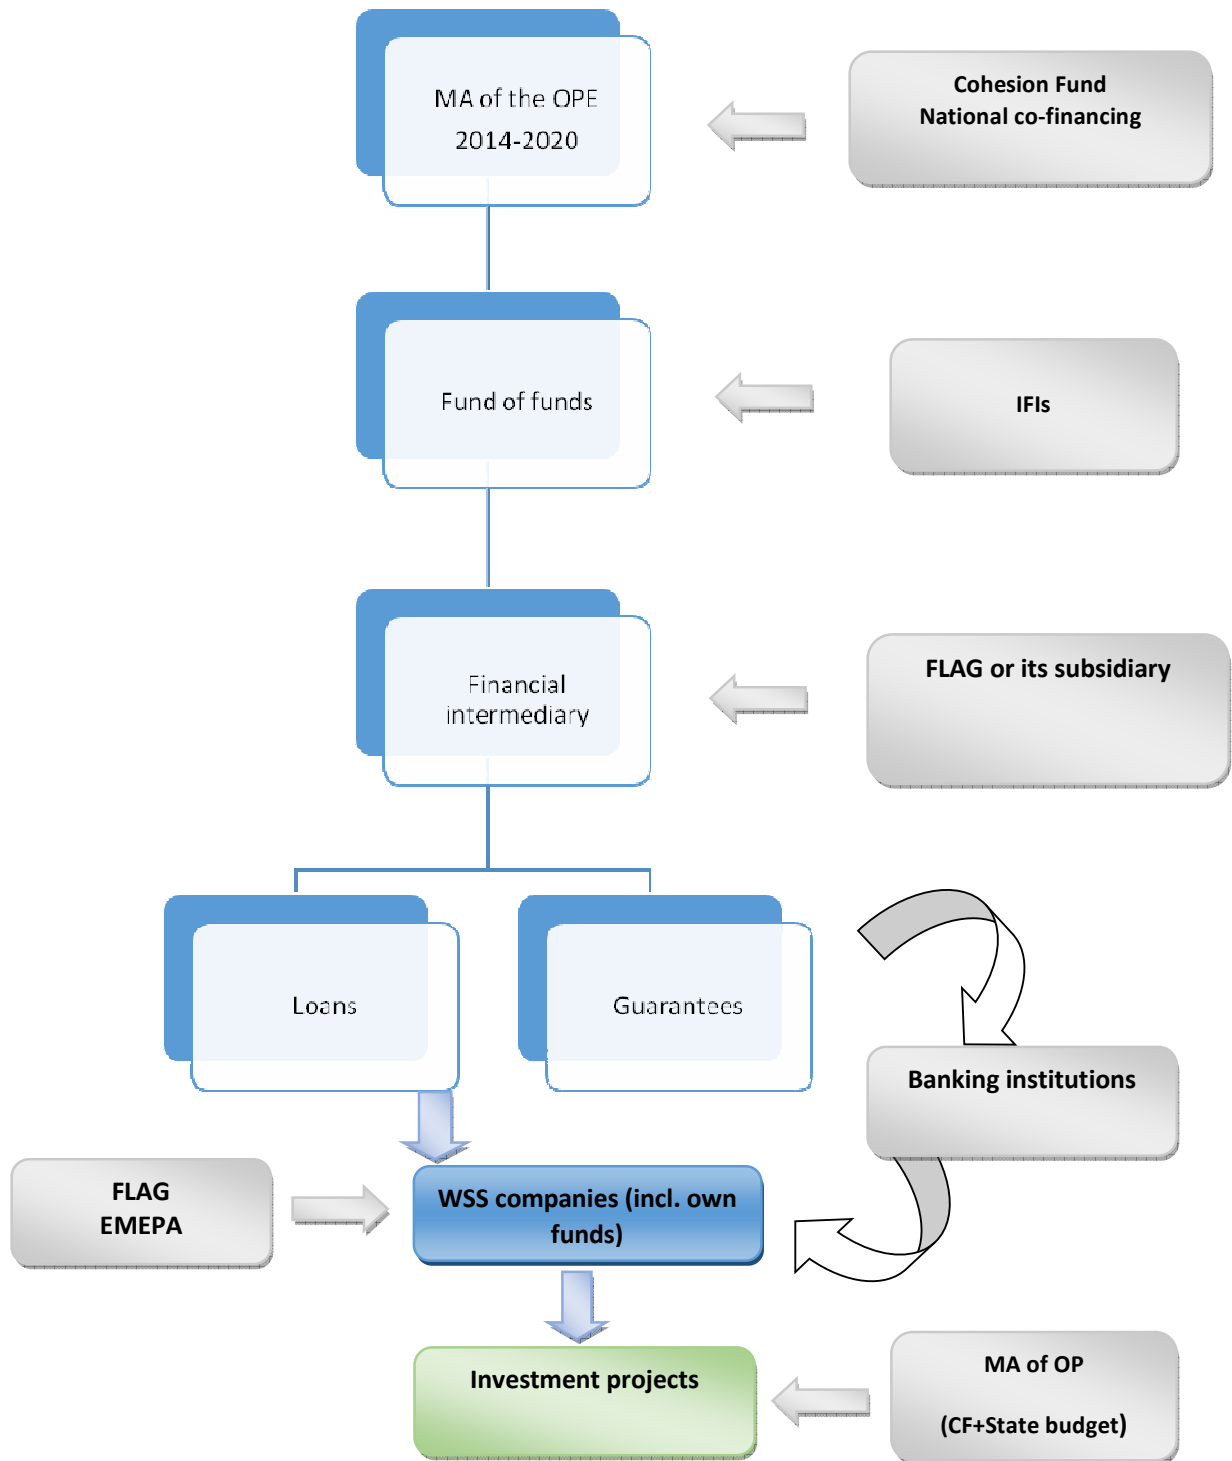 MA of the OPE
2014-2020
Cohesion Fund
National co-financing
Fund of funds
IFIs
Financial
intermediary
FLAG or its subsidiary
Loans
Guarantees
Banking institutions
FLAG
EMEPA
WSS companies (incl. own
funds)
Investment projects
MA of OP
(CF+State budget)